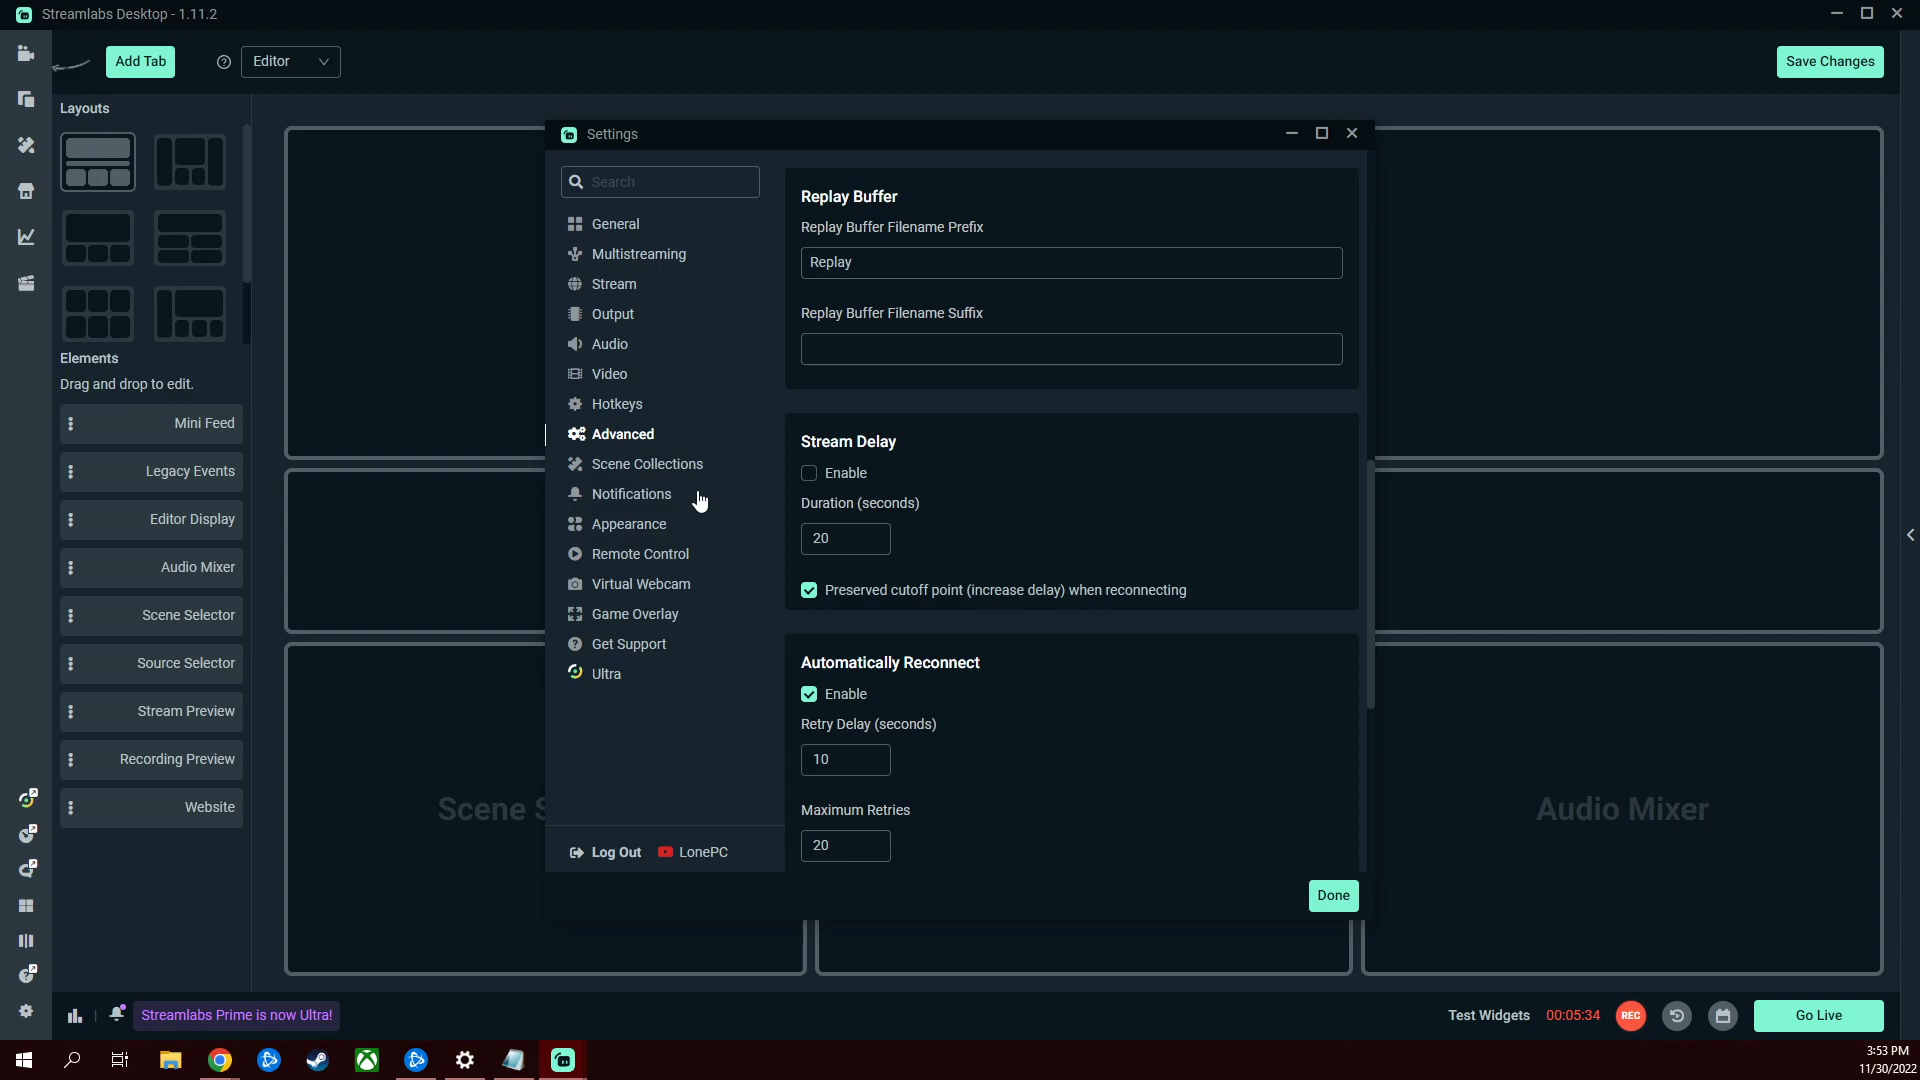 Streamlabs Desktop - 1.11.2
Add Tab
Editor
Save Changes
Layouts
Elements
Drag and drop to edit.
Mini Feed
Legacy Events
Editor Display
Audio Mixer
Scene Selector
Source Selector
Stream Preview
Recording Preview
Website
Settings
Search
General
Multistreaming
Stream
Output
Audio
Video
Hotkeys
Advanced
Scene Collections
Notifications
Appearance
Remote Control
Virtual Webcam
Game Overlay
Get Support
Ultra
Log Out
LonePC
Replay Buffer
Replay Buffer Filename Prefix
Replay
Replay Buffer Filename Suffix
Stream Delay
Enable
Duration (seconds)
20
Preserved cutoff point (increase delay) when reconnecting
Automatically Reconnect
Enable
Retry Delay (seconds)
10
Maximum Retries
20
Done
Scene S
Audio Mixer
Streamlabs Prime is now Ultra!
Test Widgets
00:05:34
REC
Go Live
3:53 PM
11/30/2022